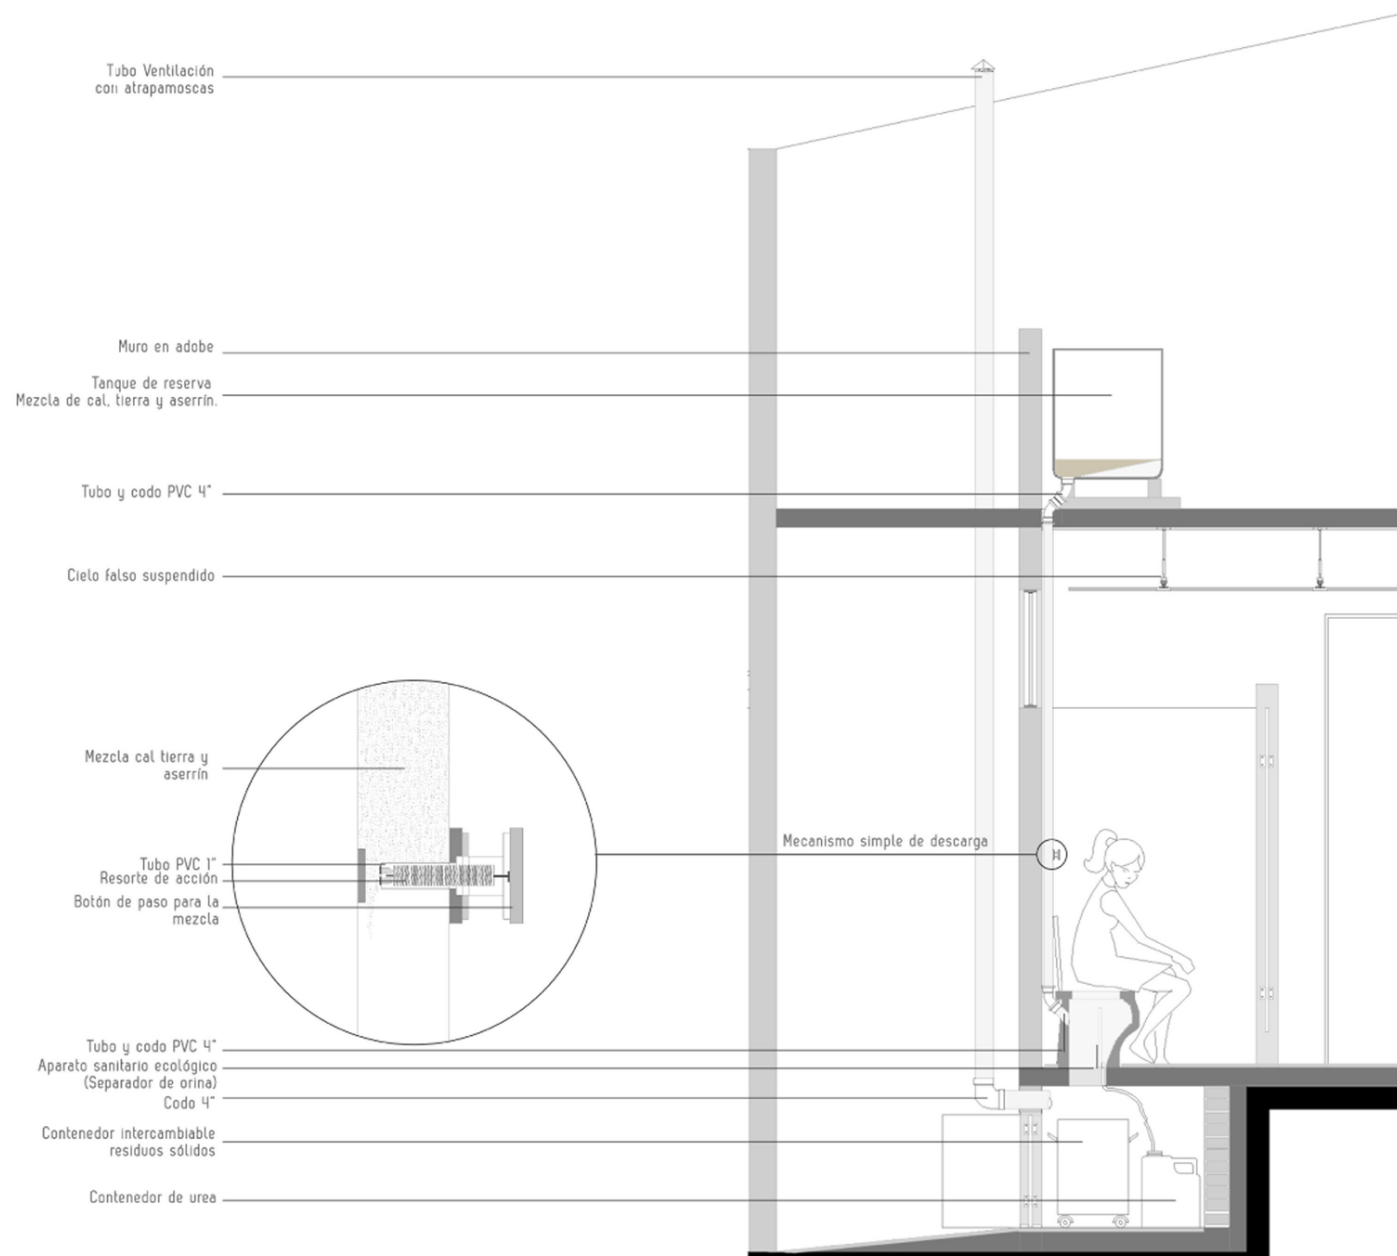 Tubo Ventilación
con atrapamoscas
Muro en adobe
Tanque de reserva
Mezcla de cal, tierra y aserrín.
Tubo y codo PVC 4"
Cielo falso suspendido
Mezcla cal tierra y
aserrín
Mecanismo simple de descarga
Tubo PVC 1"
Resorte de acción
Botón de paso para la
mezcla
Tubo y codo PVC 4"
Aparato sanitario ecológico
(Separador de orina)
Codo 4"
Contenedor intercambiable
residuos sólidos
Contenedor de urea